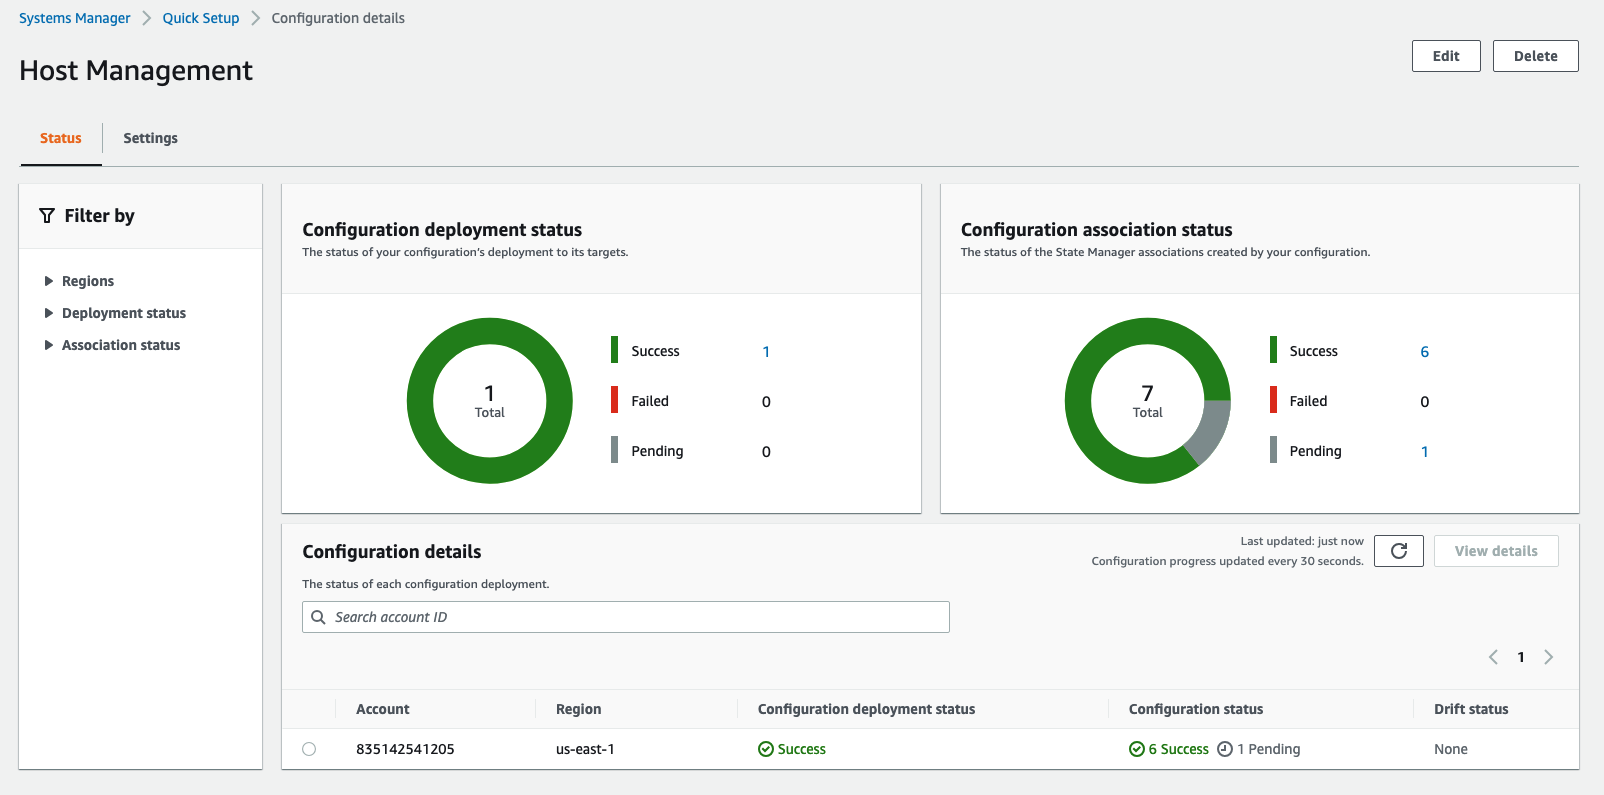 Systems Manager > Quick Setup > Configuration details
Host Management
Edit
Delete
Status
Settings
Filter by
Regions
Deployment status
Association status
Configuration deployment status
The status of your configuration’s deployment to its targets.
1
Total
Success 1
Failed 0
Pending 0
Configuration association status
The status of the State Manager associations created by your configuration.
7
Total
Success 6
Failed 0
Pending 1
Configuration details
The status of each configuration deployment.
Last updated: just now
Configuration progress updated every 30 seconds.
View details
Search account ID
1
Account Region Configuration deployment status Configuration status Drift status
835142541205 us-east-1 Success 6 Success 1 Pending None